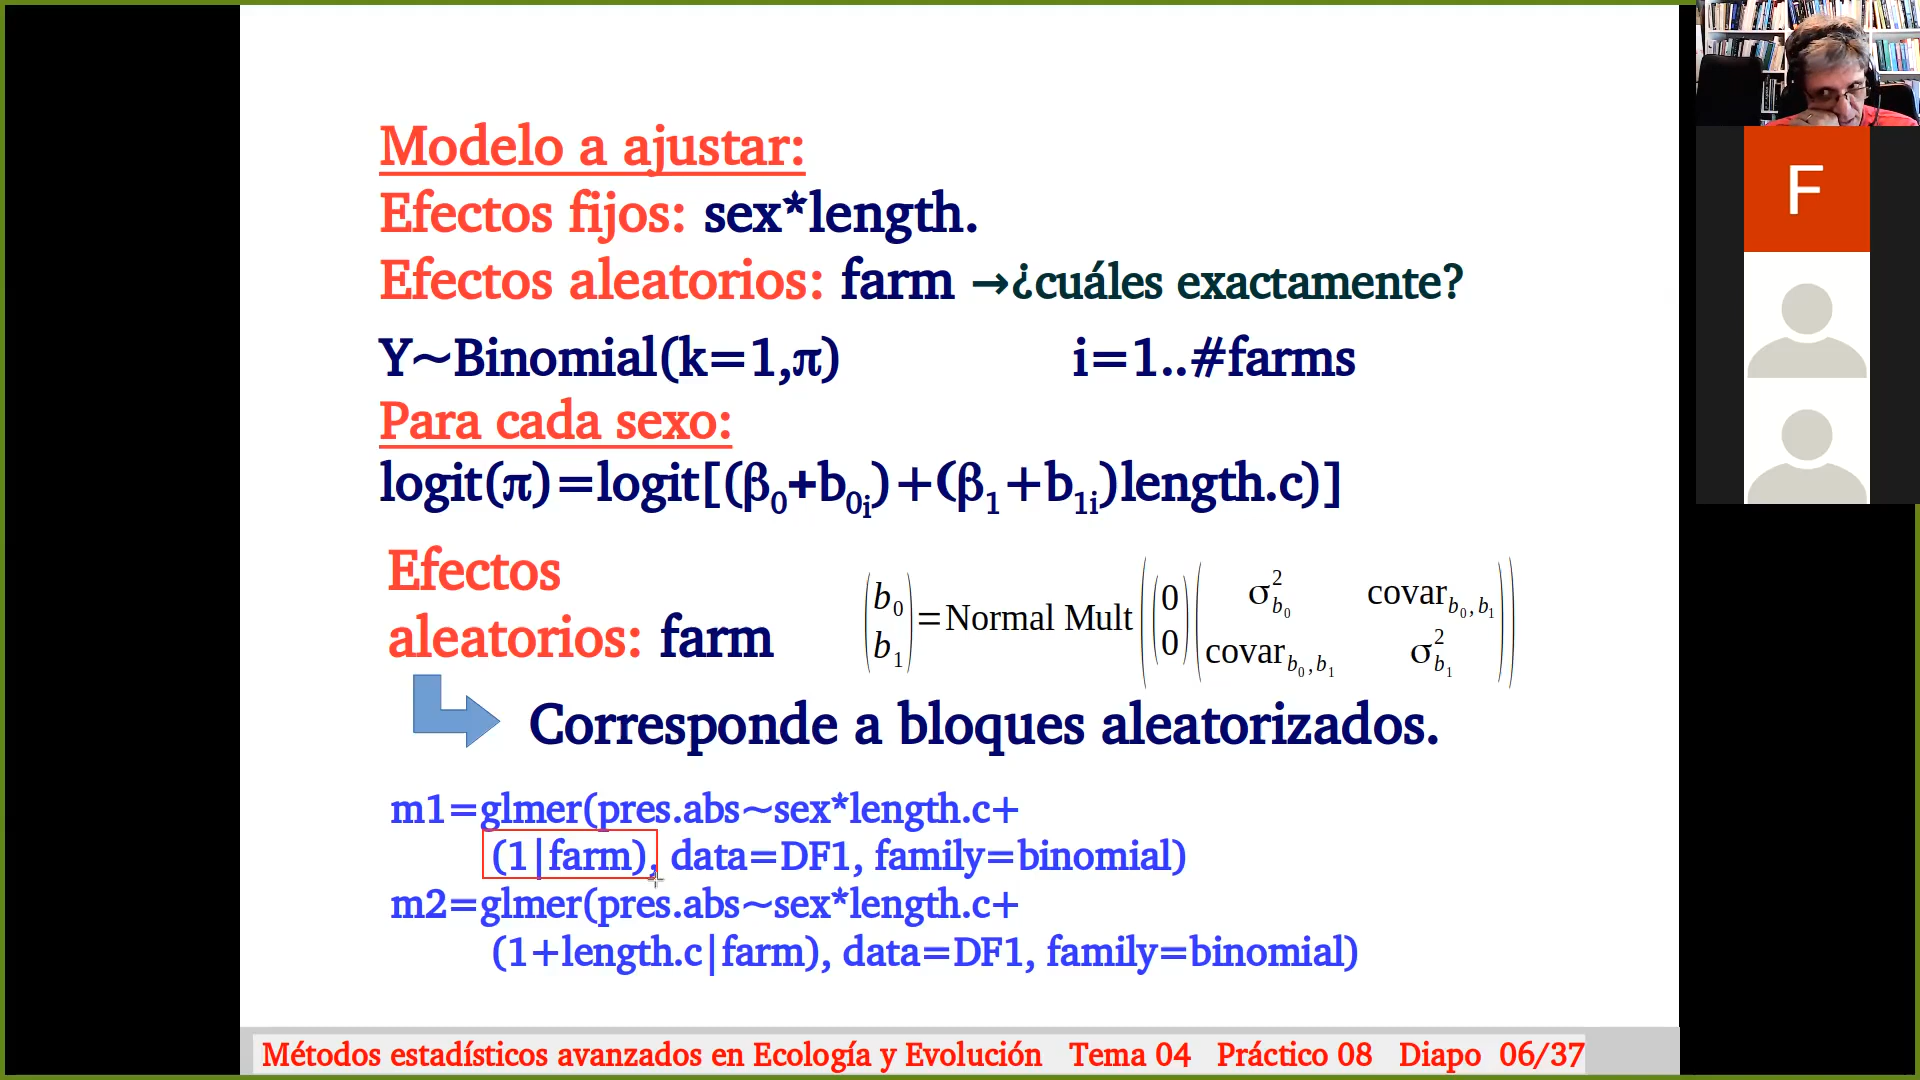 Modelo a ajustar:
Efectos fijos: sex*length.
Efectos aleatorios: farm →¿cuáles exactamente?
Y~Binomial(k=1,π) i=1..#farms
Para cada sexo:
logit(π)=logit[(β0+b0i)+(β1+b1i)length.c)]
Efectos
aleatorios: farm
(b0 b1)=Normal Mult((0 0)(σ²b0 covar b0,b1 covar b0,b1 σ²b1))
Corresponde a bloques aleatorizados.
m1=glmer(pres.abs~sex*length.c+
(1|farm), data=DF1, family=binomial)
m2=glmer(pres.abs~sex*length.c+
(1+length.c|farm), data=DF1, family=binomial)
Métodos estadísticos avanzados en Ecología y Evolución Tema 04 Práctico 08 Diapo 06/37
F